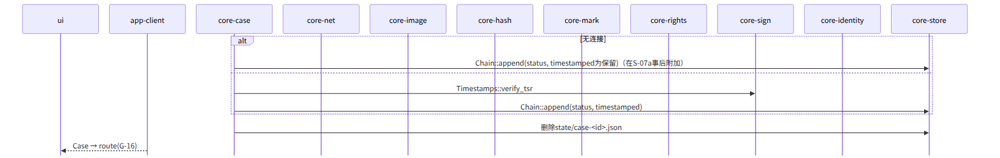 ui
app-client
core-case
core-net
core-image
core-hash
core-mark
core-rights
core-sign
core-identity
core-store
alt
[无连接]
Chain::append(status, timestamped为保留)（在S-07a事后附加）
Timestamps::verify_tsr
Chain::append(status, timestamped)
删除state/case-<id>.json
Case → route(G-16)